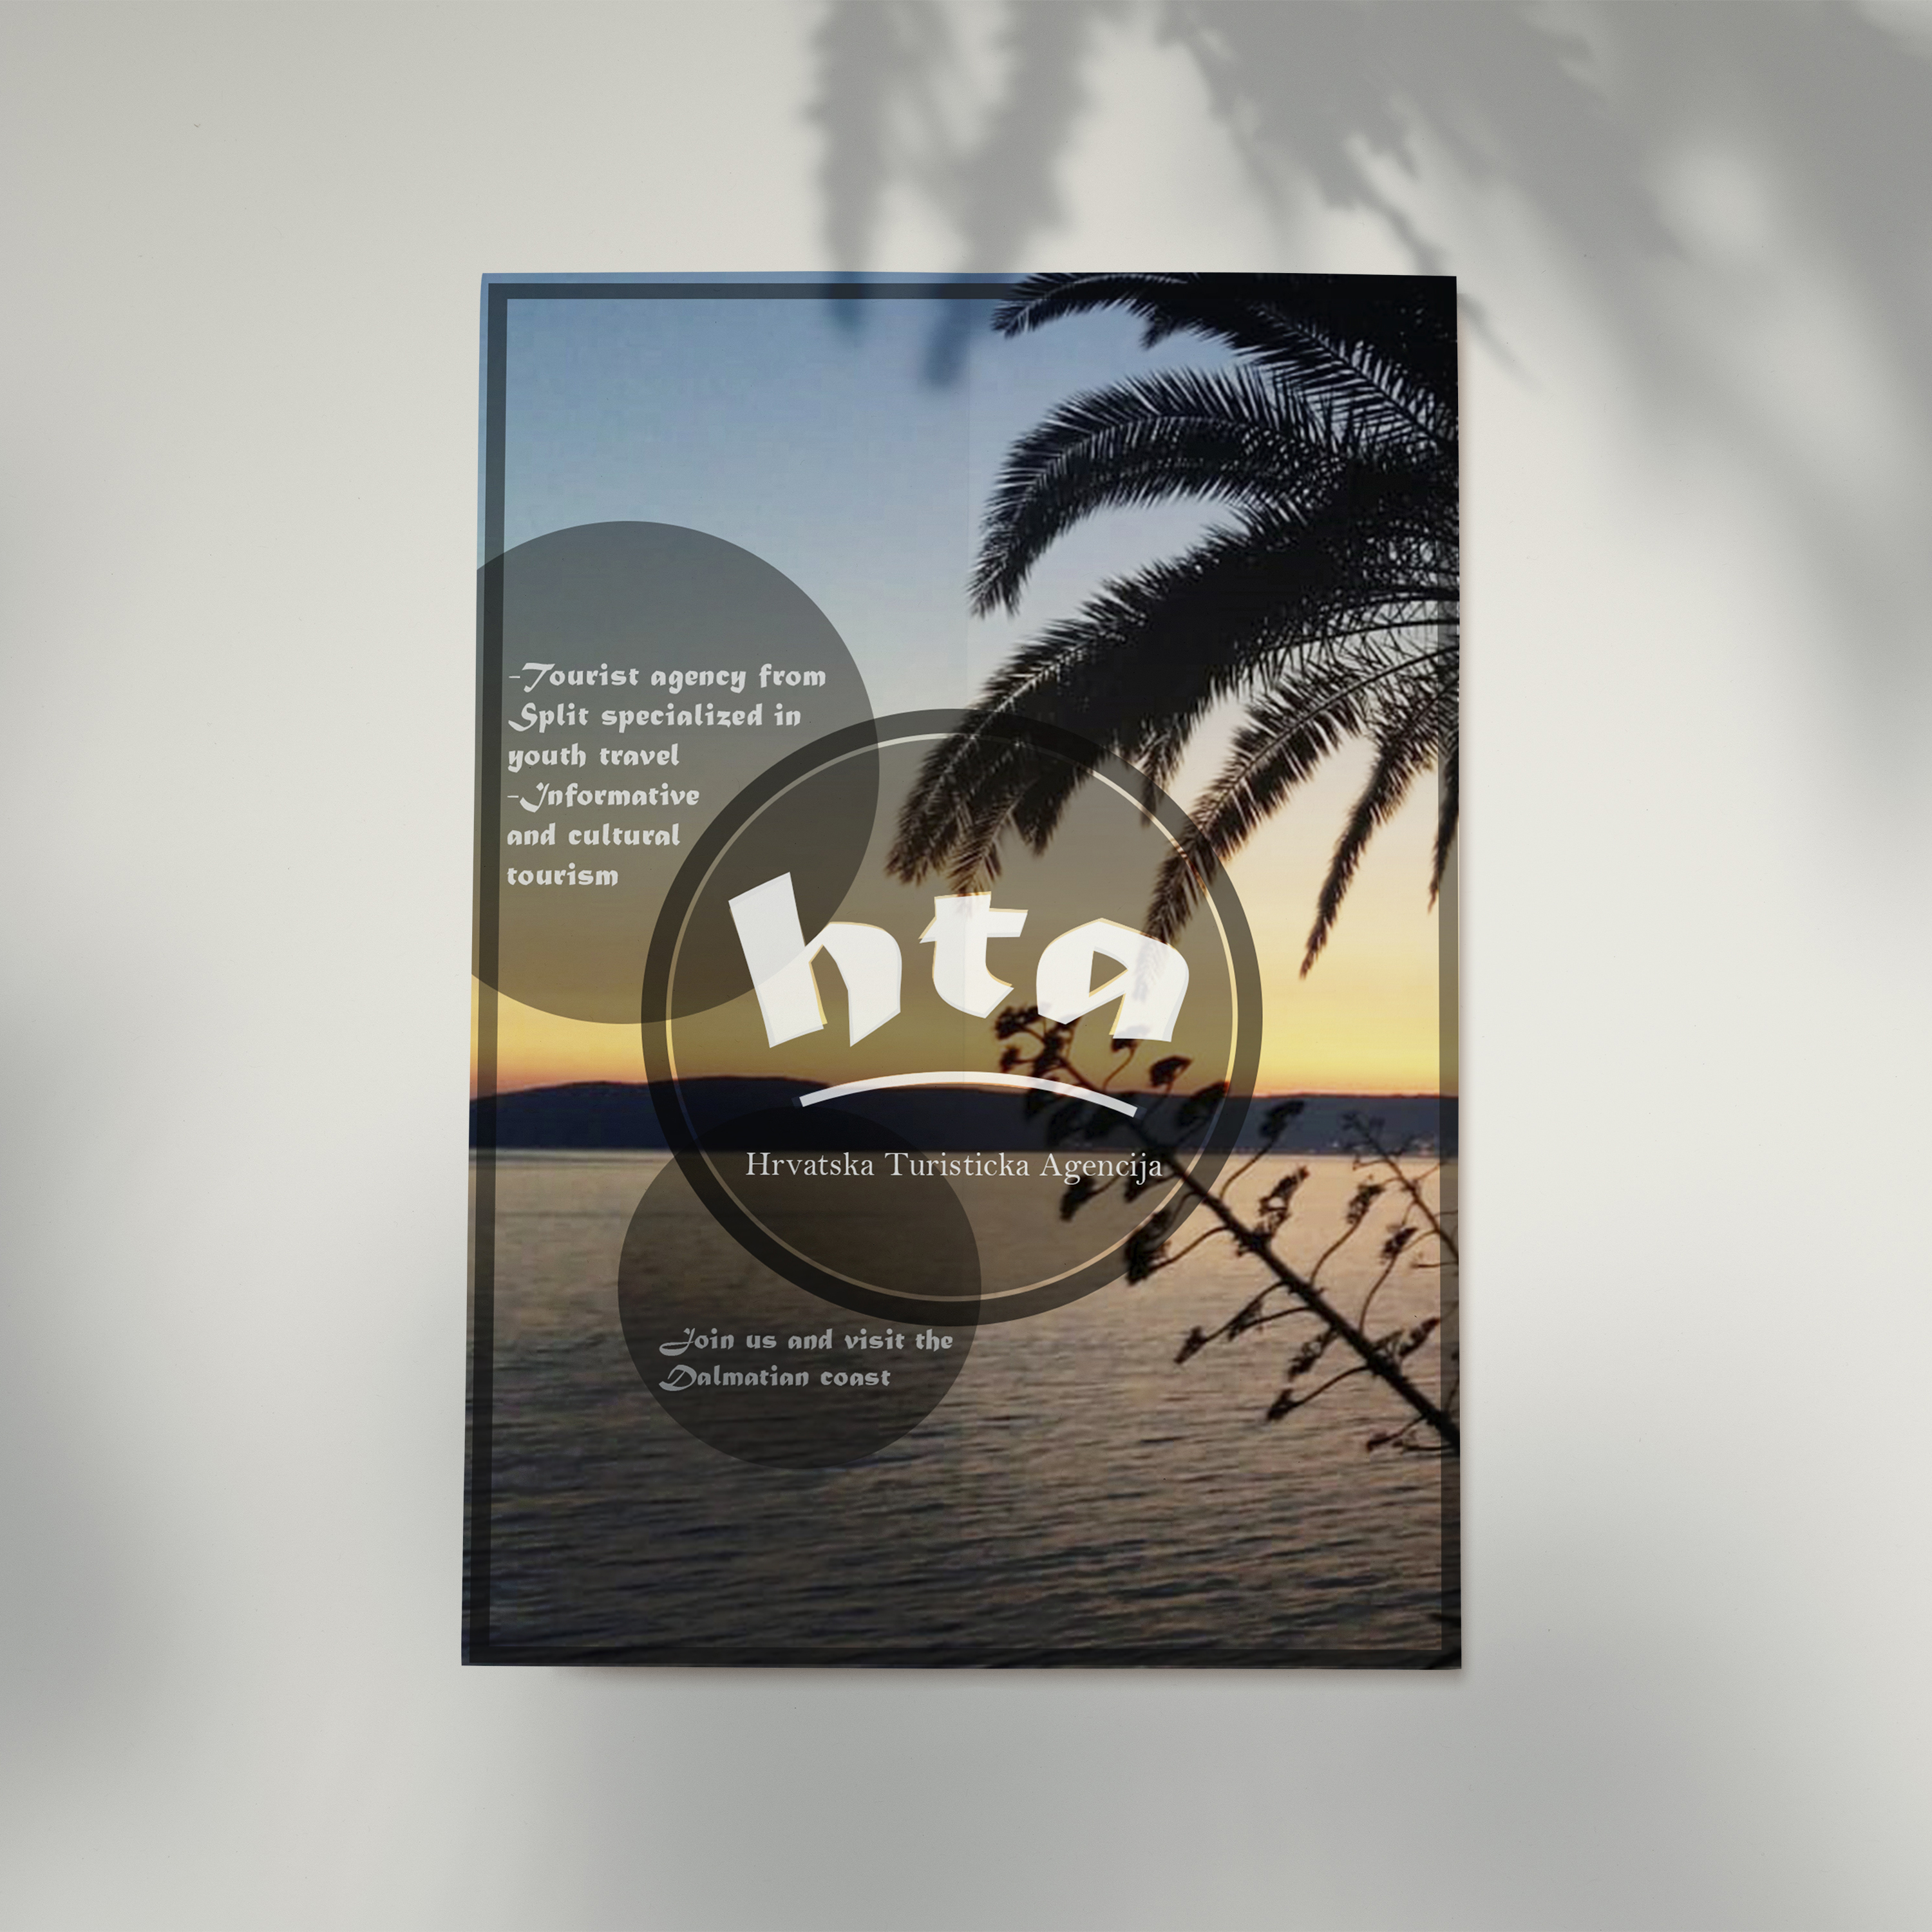 -Tourist agency from
Split specialized in
youth travel
-Informative
and cultural
tourism
hta
Hrvatska Turisticka Agencija
Join us and visit the
Dalmatian coast